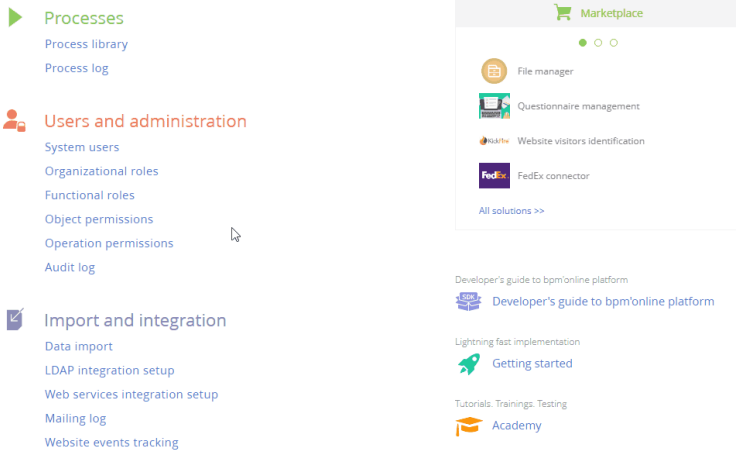 Processes
Process library
Process log
Users and administration
System users
Organizational roles
Functional roles
Object permissions
Operation permissions
Audit log
Import and integration
Data import
LDAP integration setup
Web services integration setup
Mailing log
Website events tracking
Marketplace
File manager
Questionnaire management
KickFire Website visitors identification
FedEx. FedEx connector
All solutions >>
Developer's guide to bpm'online platform
SDK Developer's guide to bpm'online platform
Lightning fast implementation
Getting started
Tutorials. Trainings. Testing
Academy